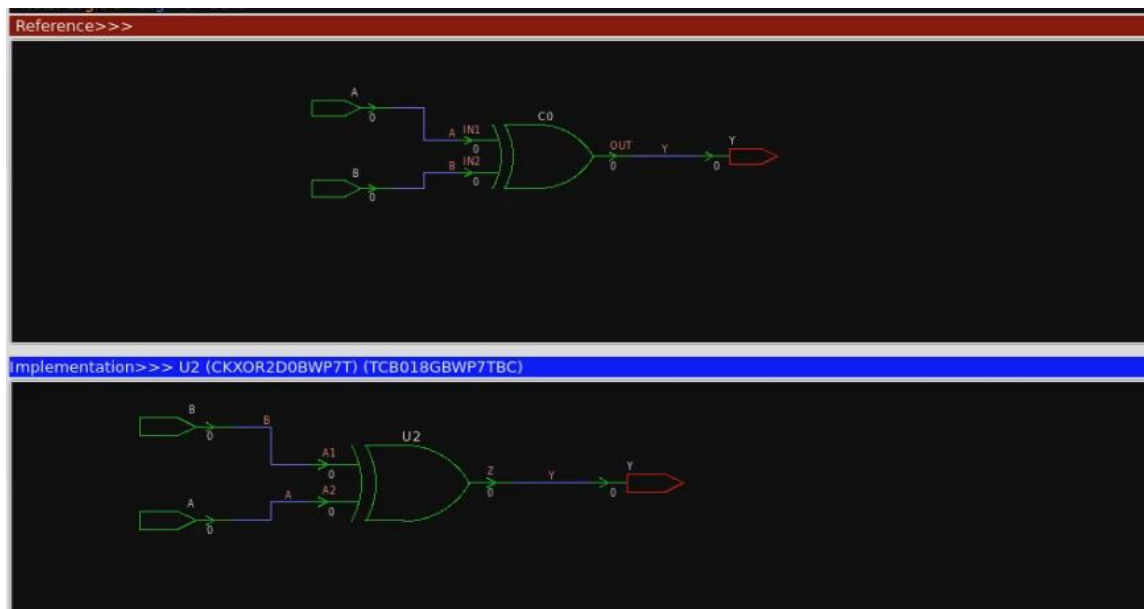 Reference>>>
A
0
A IN1
0
C0
OUT
0
Y
Y
0
B
0
B IN2
0
Implementation>>> U2 (CKXOR2D0BWP7T) (TCB018GBWP7TBC)
B
0
B
A1
0
U2
Z
0
Y
Y
0
A
0
A
A2
0